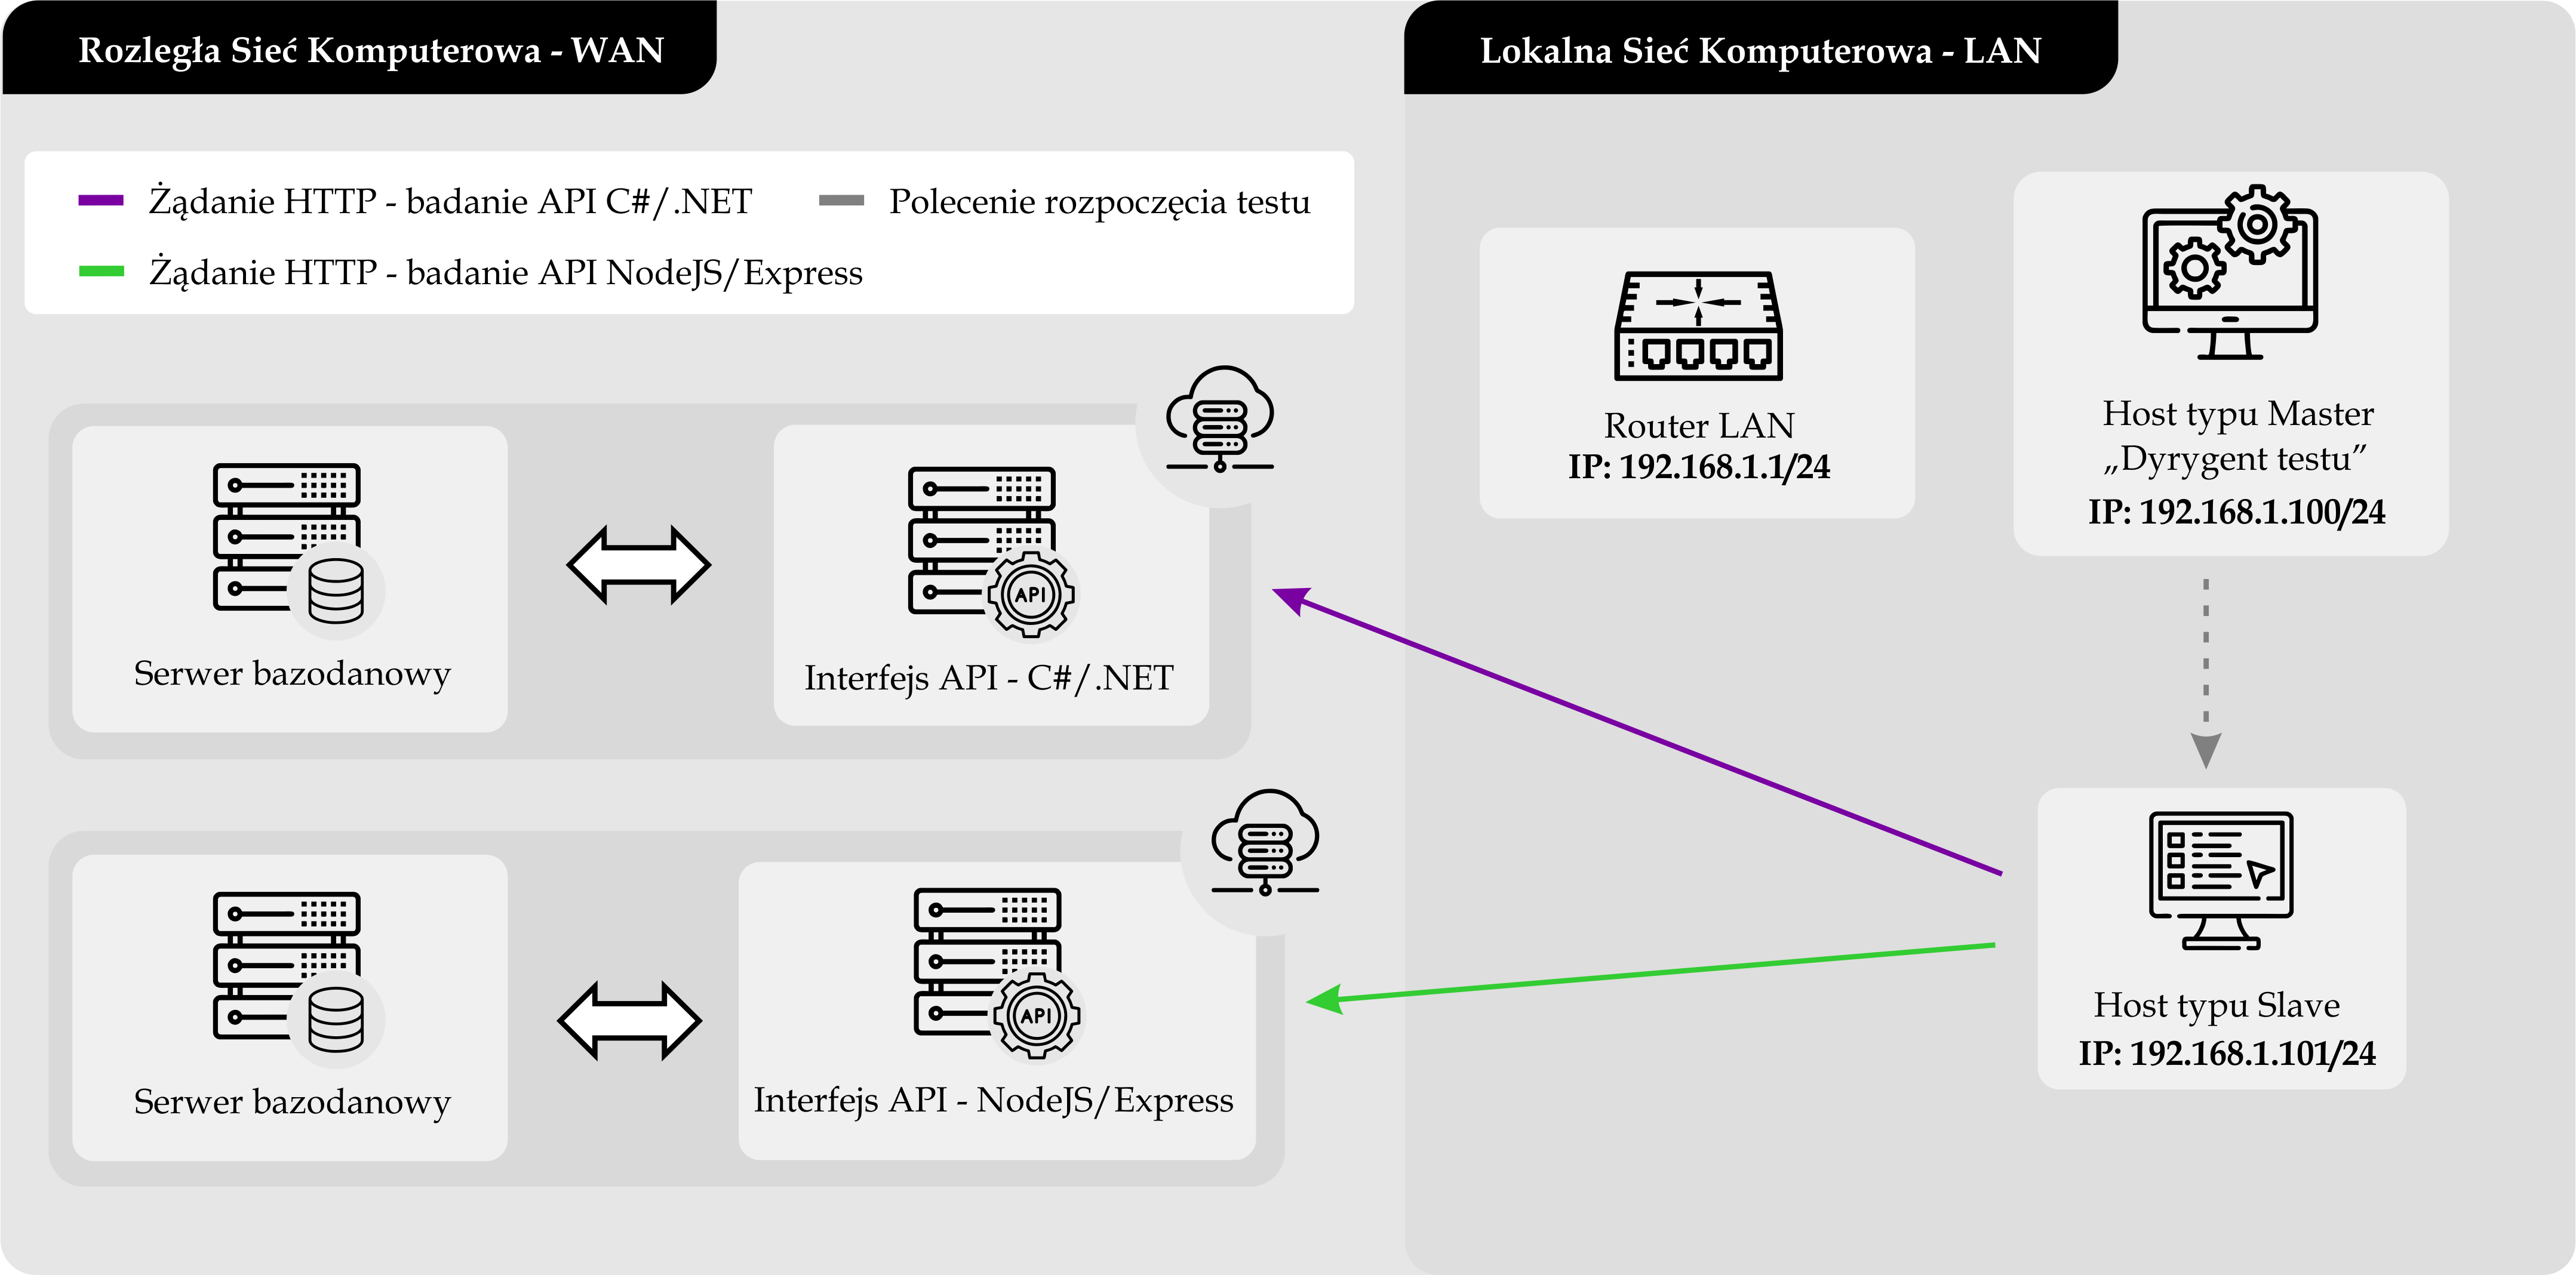 Rozległa Sieć Komputerowa - WAN
Żądanie HTTP - badanie API C#/.NET
Polecenie rozpoczęcia testu
Żądanie HTTP - badanie API NodeJS/Express
Serwer bazodanowy
API
Interfejs API - C#/.NET
Serwer bazodanowy
API
Interfejs API - NodeJS/Express
Lokalna Sieć Komputerowa - LAN
Router LAN
IP: 192.168.1.1/24
Host typu Master
„Dyrygent testu”
IP: 192.168.1.100/24
Host typu Slave
IP: 192.168.1.101/24